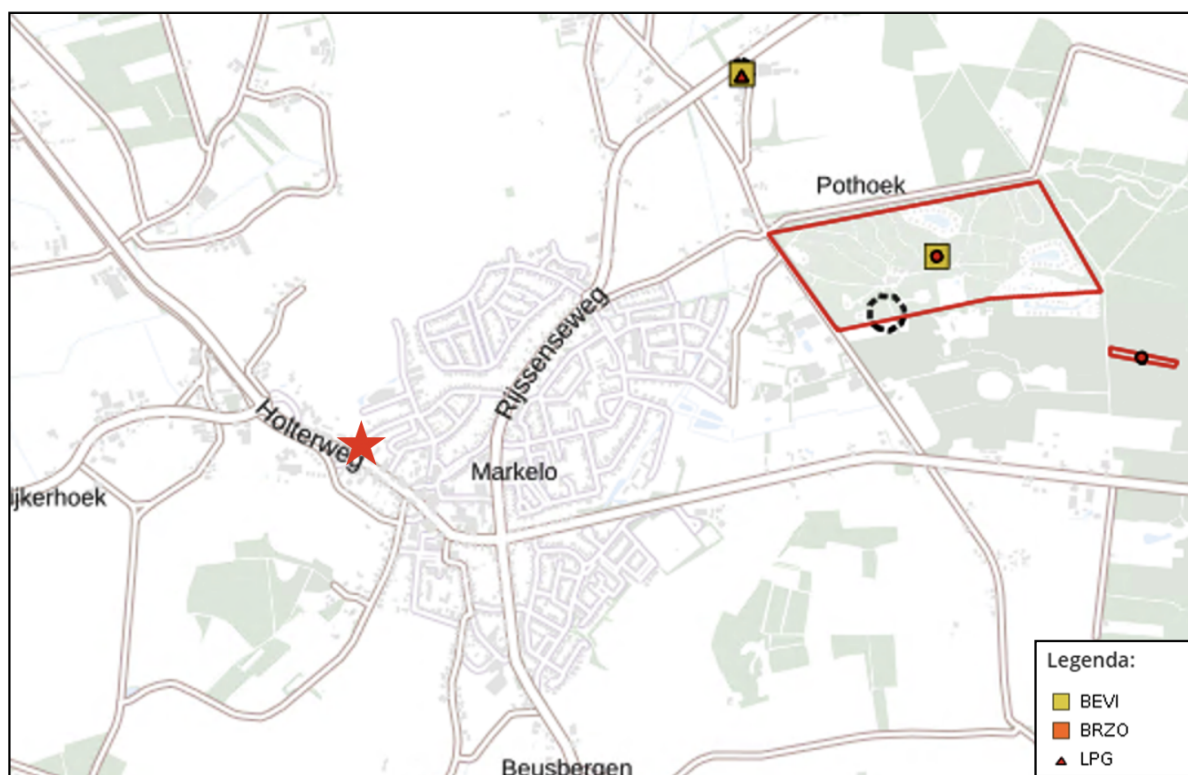 Pothoek
Rijssenseweg
Holterweg
Markelo
ijkerhoek
Beusbergen
Legenda:
BEVI
BRZO
LPG